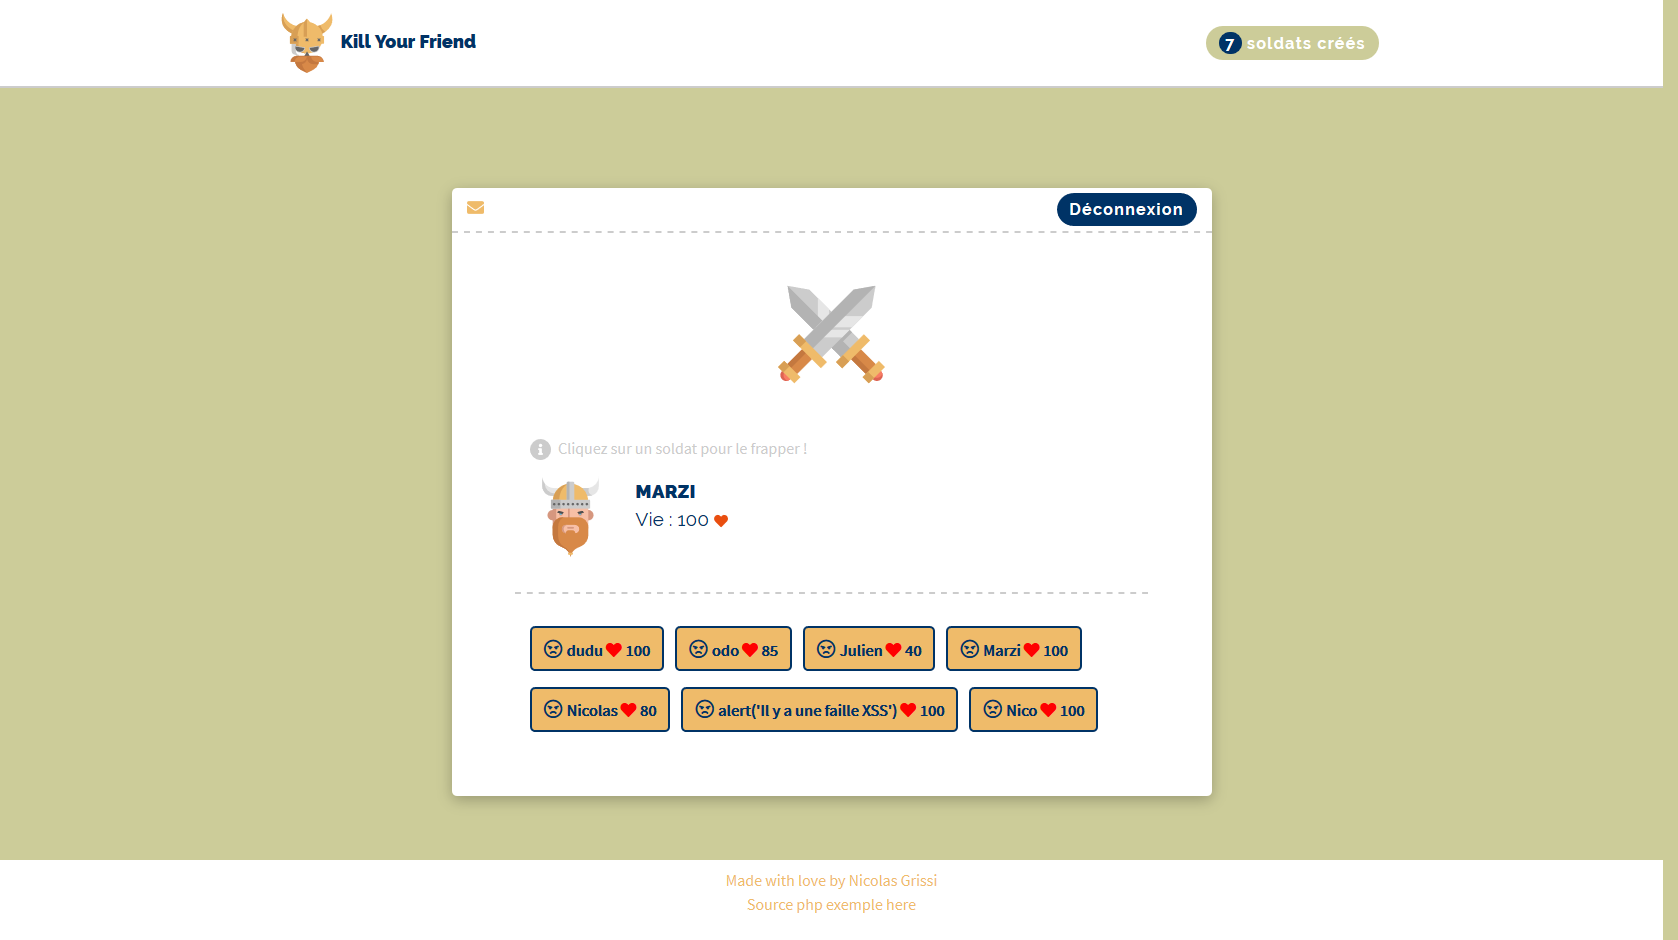 Kill Your Friend
7 soldats créés
Déconnexion
Cliquez sur un soldat pour le frapper !
MARZI
Vie : 100
dudu 100
odo 85
Julien 40
Marzi 100
Nicolas 80
alert('Il y a une faille XSS') 100
Nico 100
Made with love by Nicolas Grissi
Source php exemple here